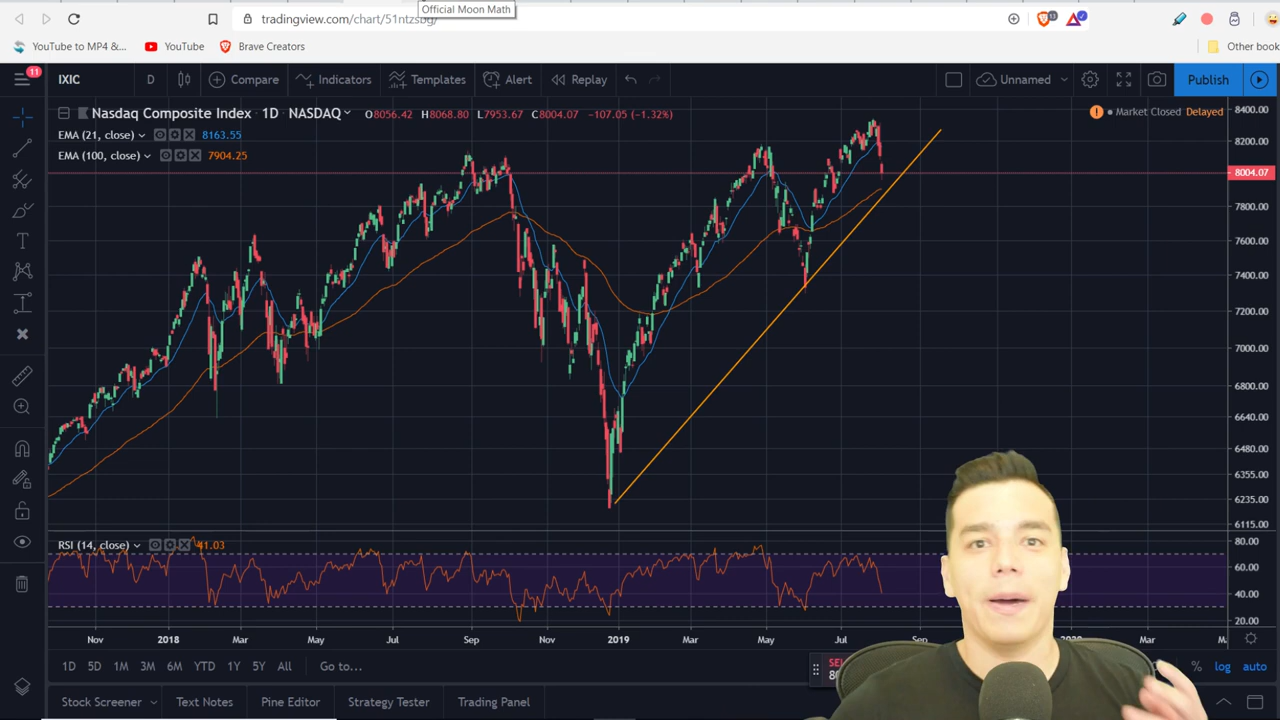 Official Moon Math
tradingview.com/chart/51ntzsbg/
13
YouTube to MP4 &...
YouTube
Brave Creators
Other book
11
IXIC
D
Compare
Indicators
Templates
Alert
Replay
Unnamed
Publish
Nasdaq Composite Index · 1D · NASDAQ
O8056.42 H8068.80 L7953.67 C8004.07 -107.05 (-1.32%)
Market Closed Delayed
EMA (21, close) 8163.55
EMA (100, close) 7904.25
8400.00
8200.00
8004.07
7800.00
7600.00
7400.00
7200.00
7000.00
6800.00
6640.00
6480.00
6355.00
6235.00
6115.00
RSI (14, close) 41.03
80.00
60.00
40.00
20.00
Nov 2018 Mar May Jul Sep Nov 2019 Mar May Jul Sep 2020 Mar
1D 5D 1M 3M 6M YTD 1Y 5Y All Go to...
% log auto
Stock Screener Text Notes Pine Editor Strategy Tester Trading Panel